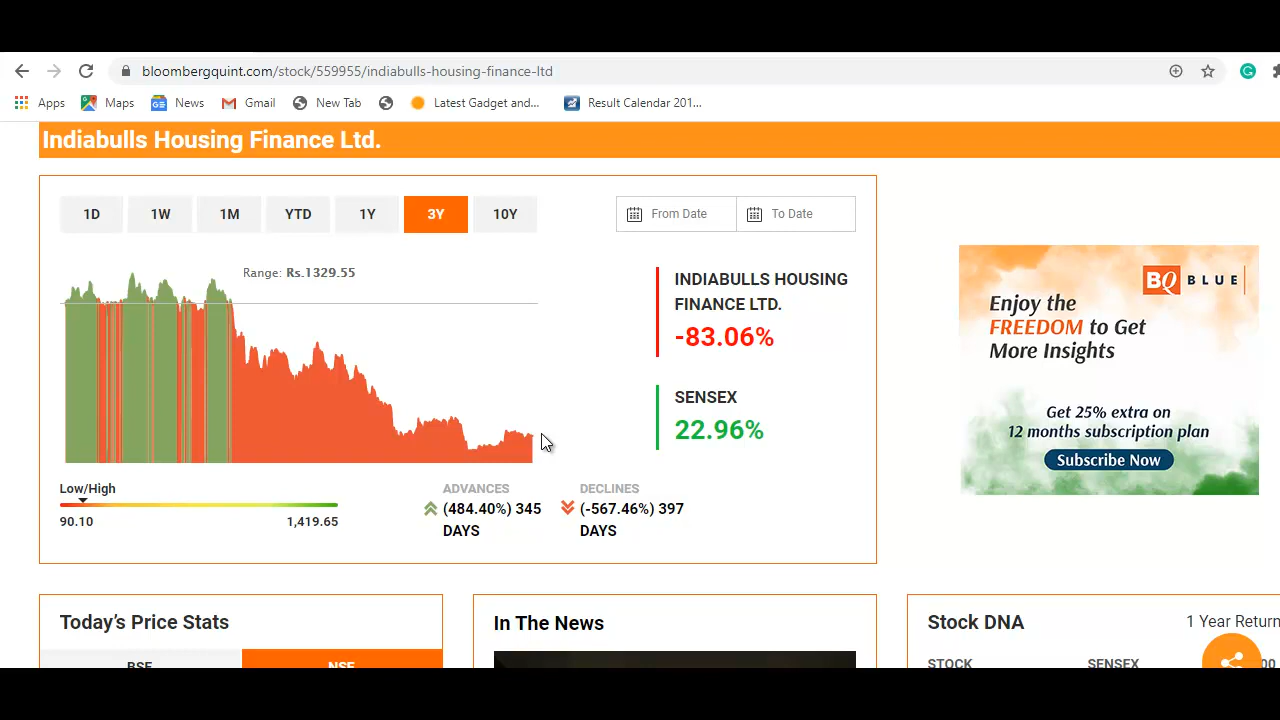 bloombergquint.com/stock/559955/indiabulls-housing-finance-ltd
Apps Maps News Gmail New Tab Latest Gadget and... Result Calendar 201...
Indiabulls Housing Finance Ltd.
1D 1W 1M YTD 1Y 3Y 10Y From Date To Date
Range: Rs.1329.55
INDIABULLS HOUSING
FINANCE LTD.
-83.06%
SENSEX
22.96%
Low/High
90.10 1,419.65
ADVANCES
(484.40%) 345
DAYS
DECLINES
(-567.46%) 397
DAYS
BQ BLUE
Enjoy the
FREEDOM to Get
More Insights
Get 25% extra on
12 months subscription plan
Subscribe Now
Today's Price Stats
BSE NSE
In The News
Stock DNA 1 Year Return
STOCK SENSEX 00